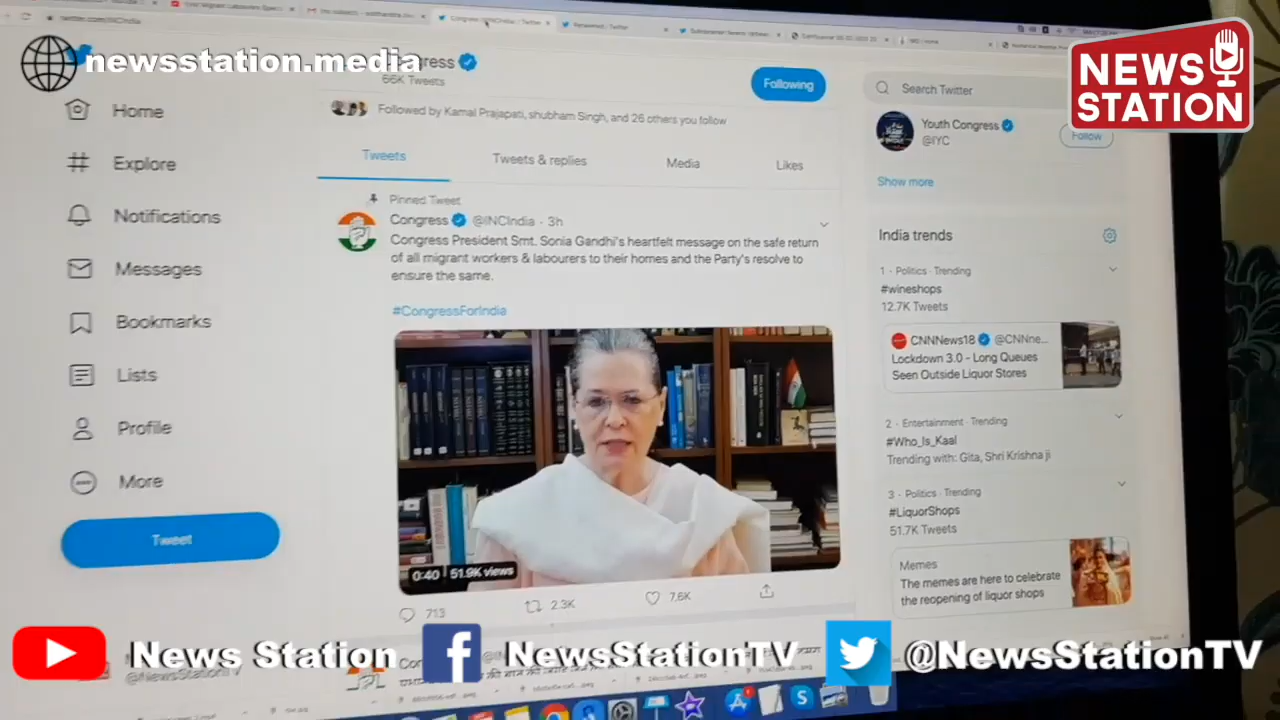 twitter.com/INCIndia
newsstation.media
66K Tweets
Following
Followed by Kamal Prajapati, shubham Singh, and 26 others you follow
Tweets
Tweets & replies
Media
Likes
Home
Explore
Notifications
Messages
Bookmarks
Lists
Profile
More
Tweet
Pinned Tweet
Congress @INCIndia · 3h
Congress President Smt. Sonia Gandhi's heartfelt message on the safe return
of all migrant workers & labourers to their homes and the Party's resolve to
ensure the same.
#CongressForIndia
0:40
51.9K views
713
2.3K
7.6K
NEWS
STATION
Search Twitter
Youth Congress
@IYC
Follow
Show more
India trends
1 · Politics · Trending
#wineshops
12.7K Tweets
CNNNews18 @CNNne...
Lockdown 3.0 - Long Queues
Seen Outside Liquor Stores
2 · Entertainment · Trending
#Who_Is_Kaal
Trending with: Gita, Shri Krishna ji
3 · Politics · Trending
#LiquorShops
51.7K Tweets
Memes
The memes are here to celebrate
the reopening of liquor shops
News Station
NewsStationTV
@NewsStationTV